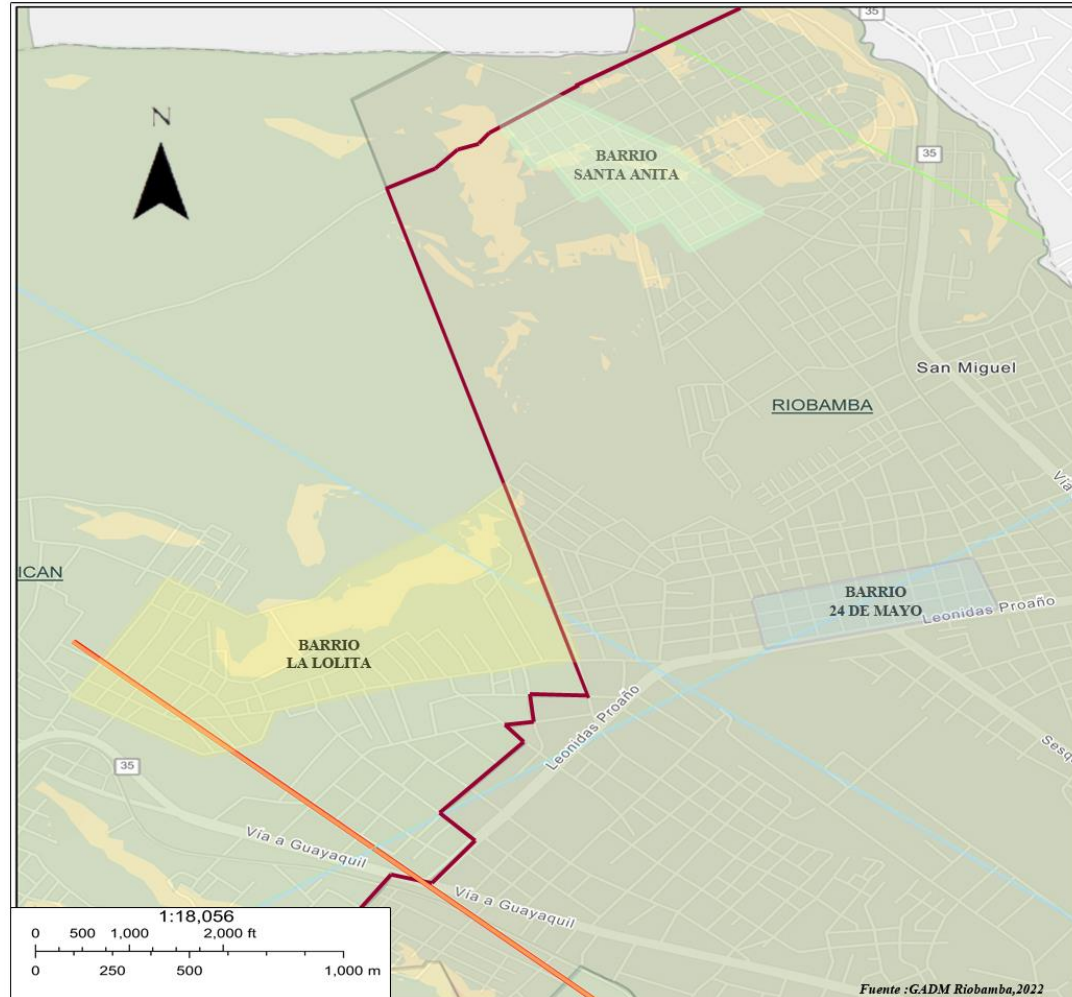 35
N
BARRIO
SANTA ANITA
35
San Miguel
RIOBAMBA
Vía
ICAN
BARRIO
24 DE MAYO
Leonidas Proaño
BARRIO
LA LOLITA
Leonidas Proaño
Sesqu
35
Vía a Guayaquil
Vía a Guayaquil
1:18,056
0 500 1,000 2,000 ft
0 250 500 1,000 m
Fuente :GADM Riobamba,2022